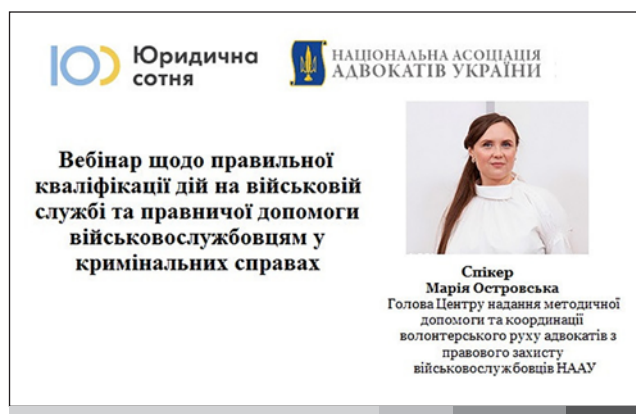 Юридична
сотня
НАЦІОНАЛЬНА АСОЦІАЦІЯ
АДВОКАТІВ УКРАЇНИ
Вебінар щодо правильної
кваліфікації дій на військовій
службі та правничої допомоги
військовослужбовцям у
кримінальних справах
Спікер
Марія Островська
Голова Центру надання методичної
допомоги та координації
волонтерського руху адвокатів з
правового захисту
військовослужбовців НААУ